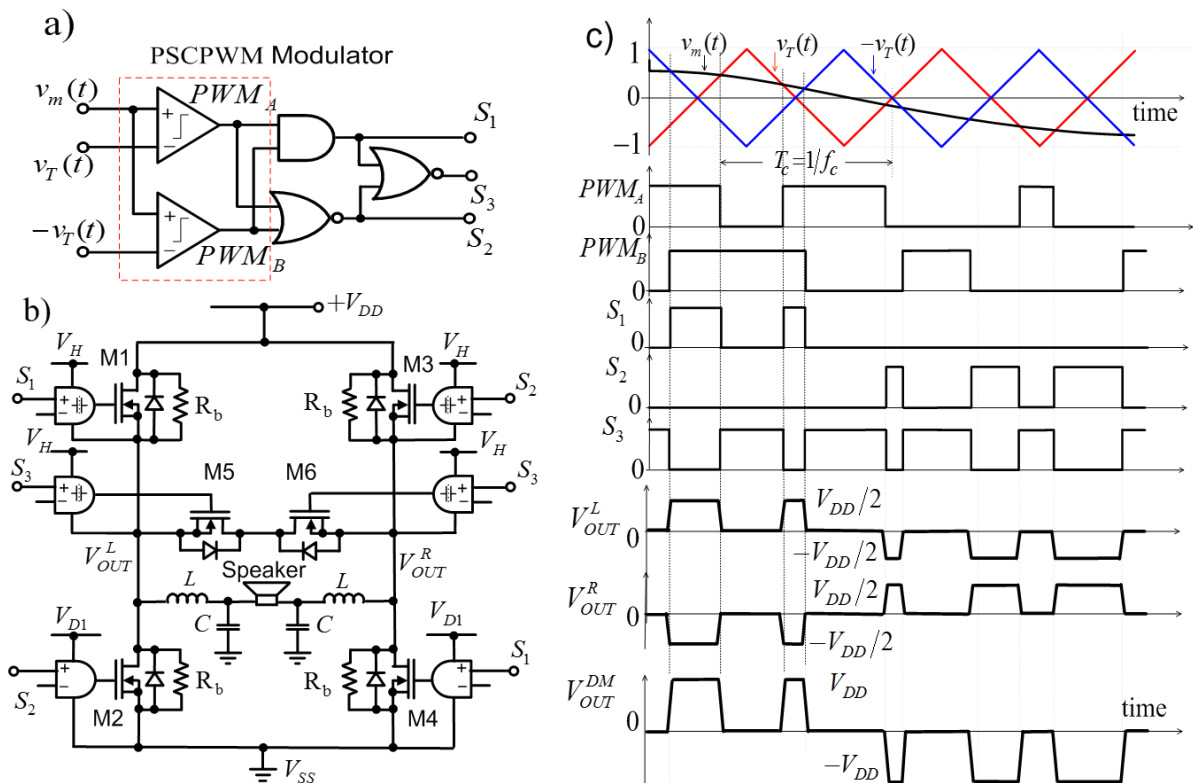 a)
PSCPWM Modulator
v_m(t)
v_T(t)
−v_T(t)
PWM_A
PWM_B
+
−
+
−
S_1
S_3
S_2
b)
+V_DD
V_H
M1
M3
V_H
S_1
+
−
R_b
R_b
+
−
S_2
V_H
V_H
S_3
+
−
M5
M6
+
−
S_3
V_OUT^L
V_OUT^R
Speaker
L
L
C
C
V_D1
V_D1
S_2
+
−
R_b
R_b
+
−
S_1
M2
M4
V_SS
c)
1
0
−1
v_m(t)
v_T(t)
−v_T(t)
time
T_c=1/f_c
PWM_A
0
PWM_B
0
S_1
0
S_2
0
S_3
0
V_OUT^L
0
V_DD/2
−V_DD/2
V_OUT^R
0
V_DD/2
−V_DD/2
V_OUT^DM
0
V_DD
−V_DD
time